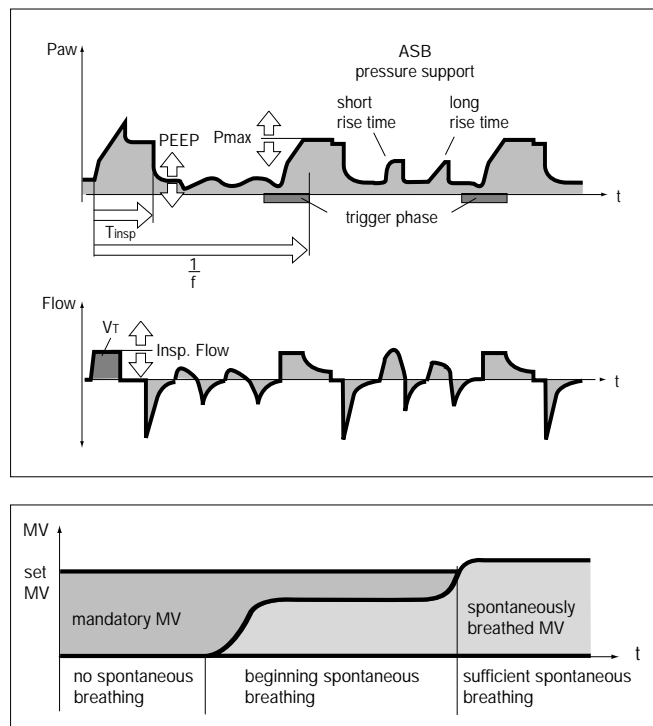 Paw
ASB
pressure support
short
rise time
long
rise time
Pmax
PEEP
t
trigger phase
Tinsp
1
f
Flow
VT
Insp. Flow
t
MV
set
MV
mandatory MV
spontaneously
breathed MV
t
no spontaneous
breathing
beginning spontaneous
breathing
sufficient spontaneous
breathing